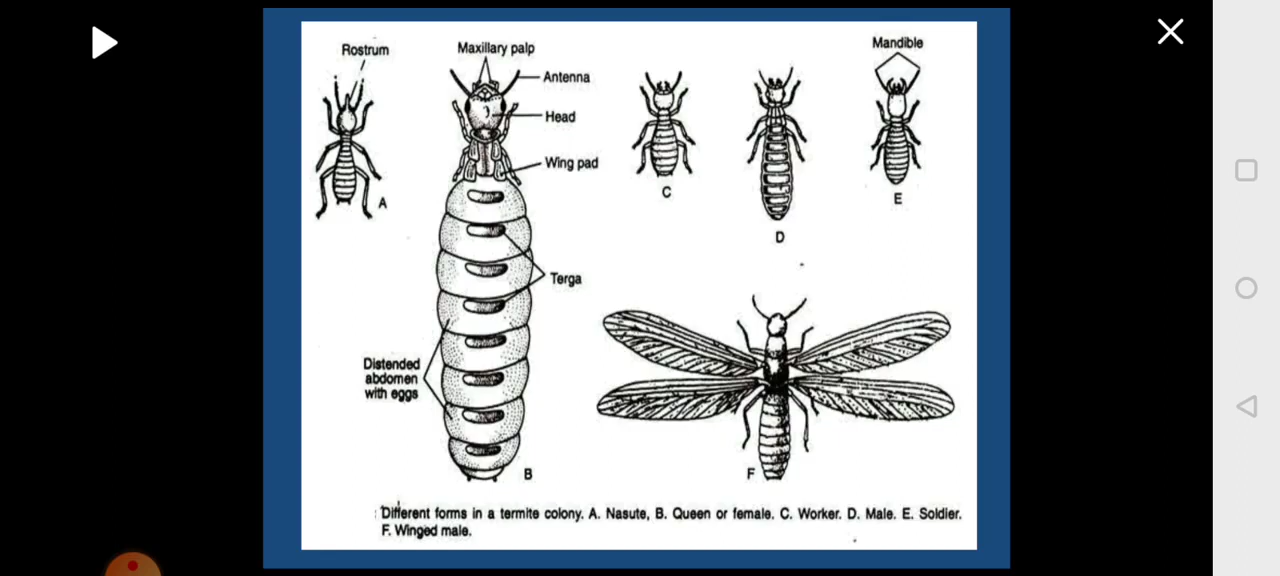 Rostrum
Maxillary palp
Mandible
Antenna
Head
Wing pad
A
C
E
D
Terga
Distended
abdomen
with eggs
B
F
Different forms in a termite colony. A. Nasute, B. Queen or female. C. Worker. D. Male. E. Soldier.
F. Winged male.